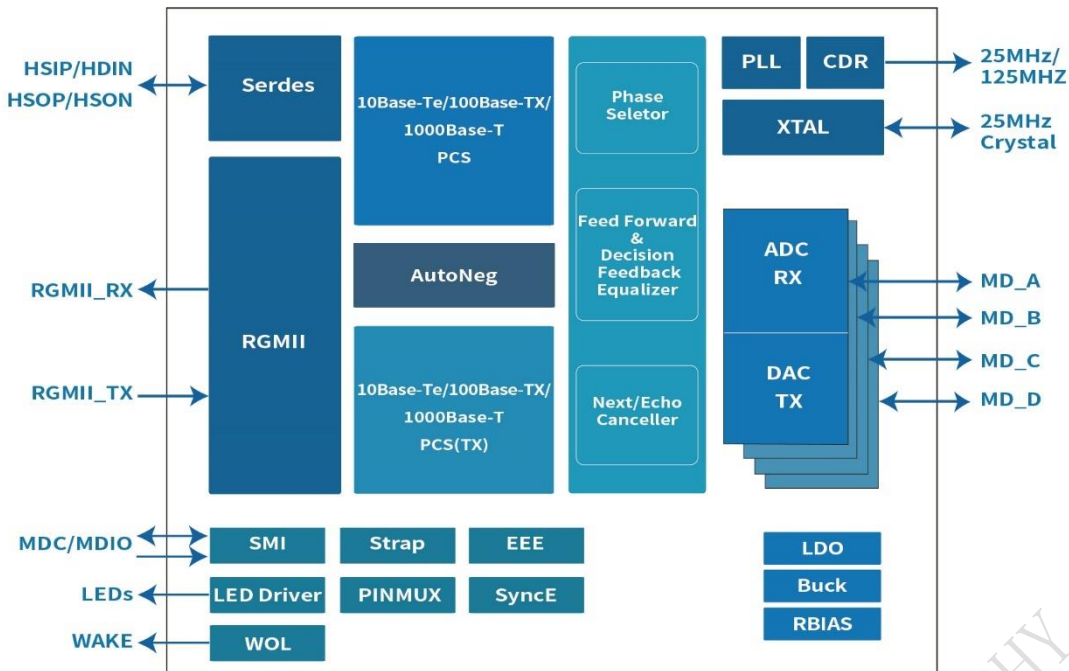 HSIP/HDIN
HSOP/HSON
RGMII_RX
RGMII_TX
MDC/MDIO
LEDs
WAKE
Serdes
RGMII
10Base-Te/100Base-TX/
1000Base-T
PCS
AutoNeg
10Base-Te/100Base-TX/
1000Base-T
PCS(TX)
Phase
Seletor
Feed Forward
&
Decision
Feedback
Equalizer
Next/Echo
Canceller
PLL
CDR
XTAL
25MHz/
125MHZ
25MHz
Crystal
ADC
RX
DAC
TX
MD_A
MD_B
MD_C
MD_D
SMI
Strap
EEE
LED Driver
PINMUX
SyncE
WOL
LDO
Buck
RBIAS
HY